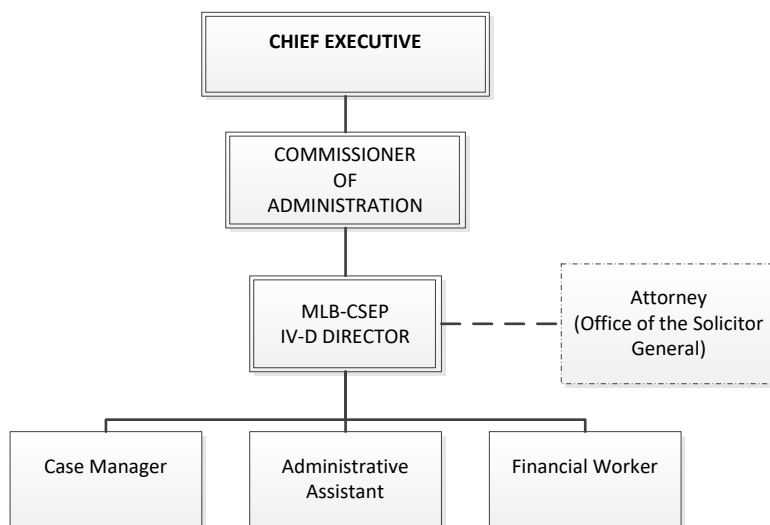 CHIEF EXECUTIVE
COMMISSIONER
OF
ADMINISTRATION
MLB-CSEP
IV-D DIRECTOR
Attorney
(Office of the Solicitor
General)
Case Manager
Administrative
Assistant
Financial Worker